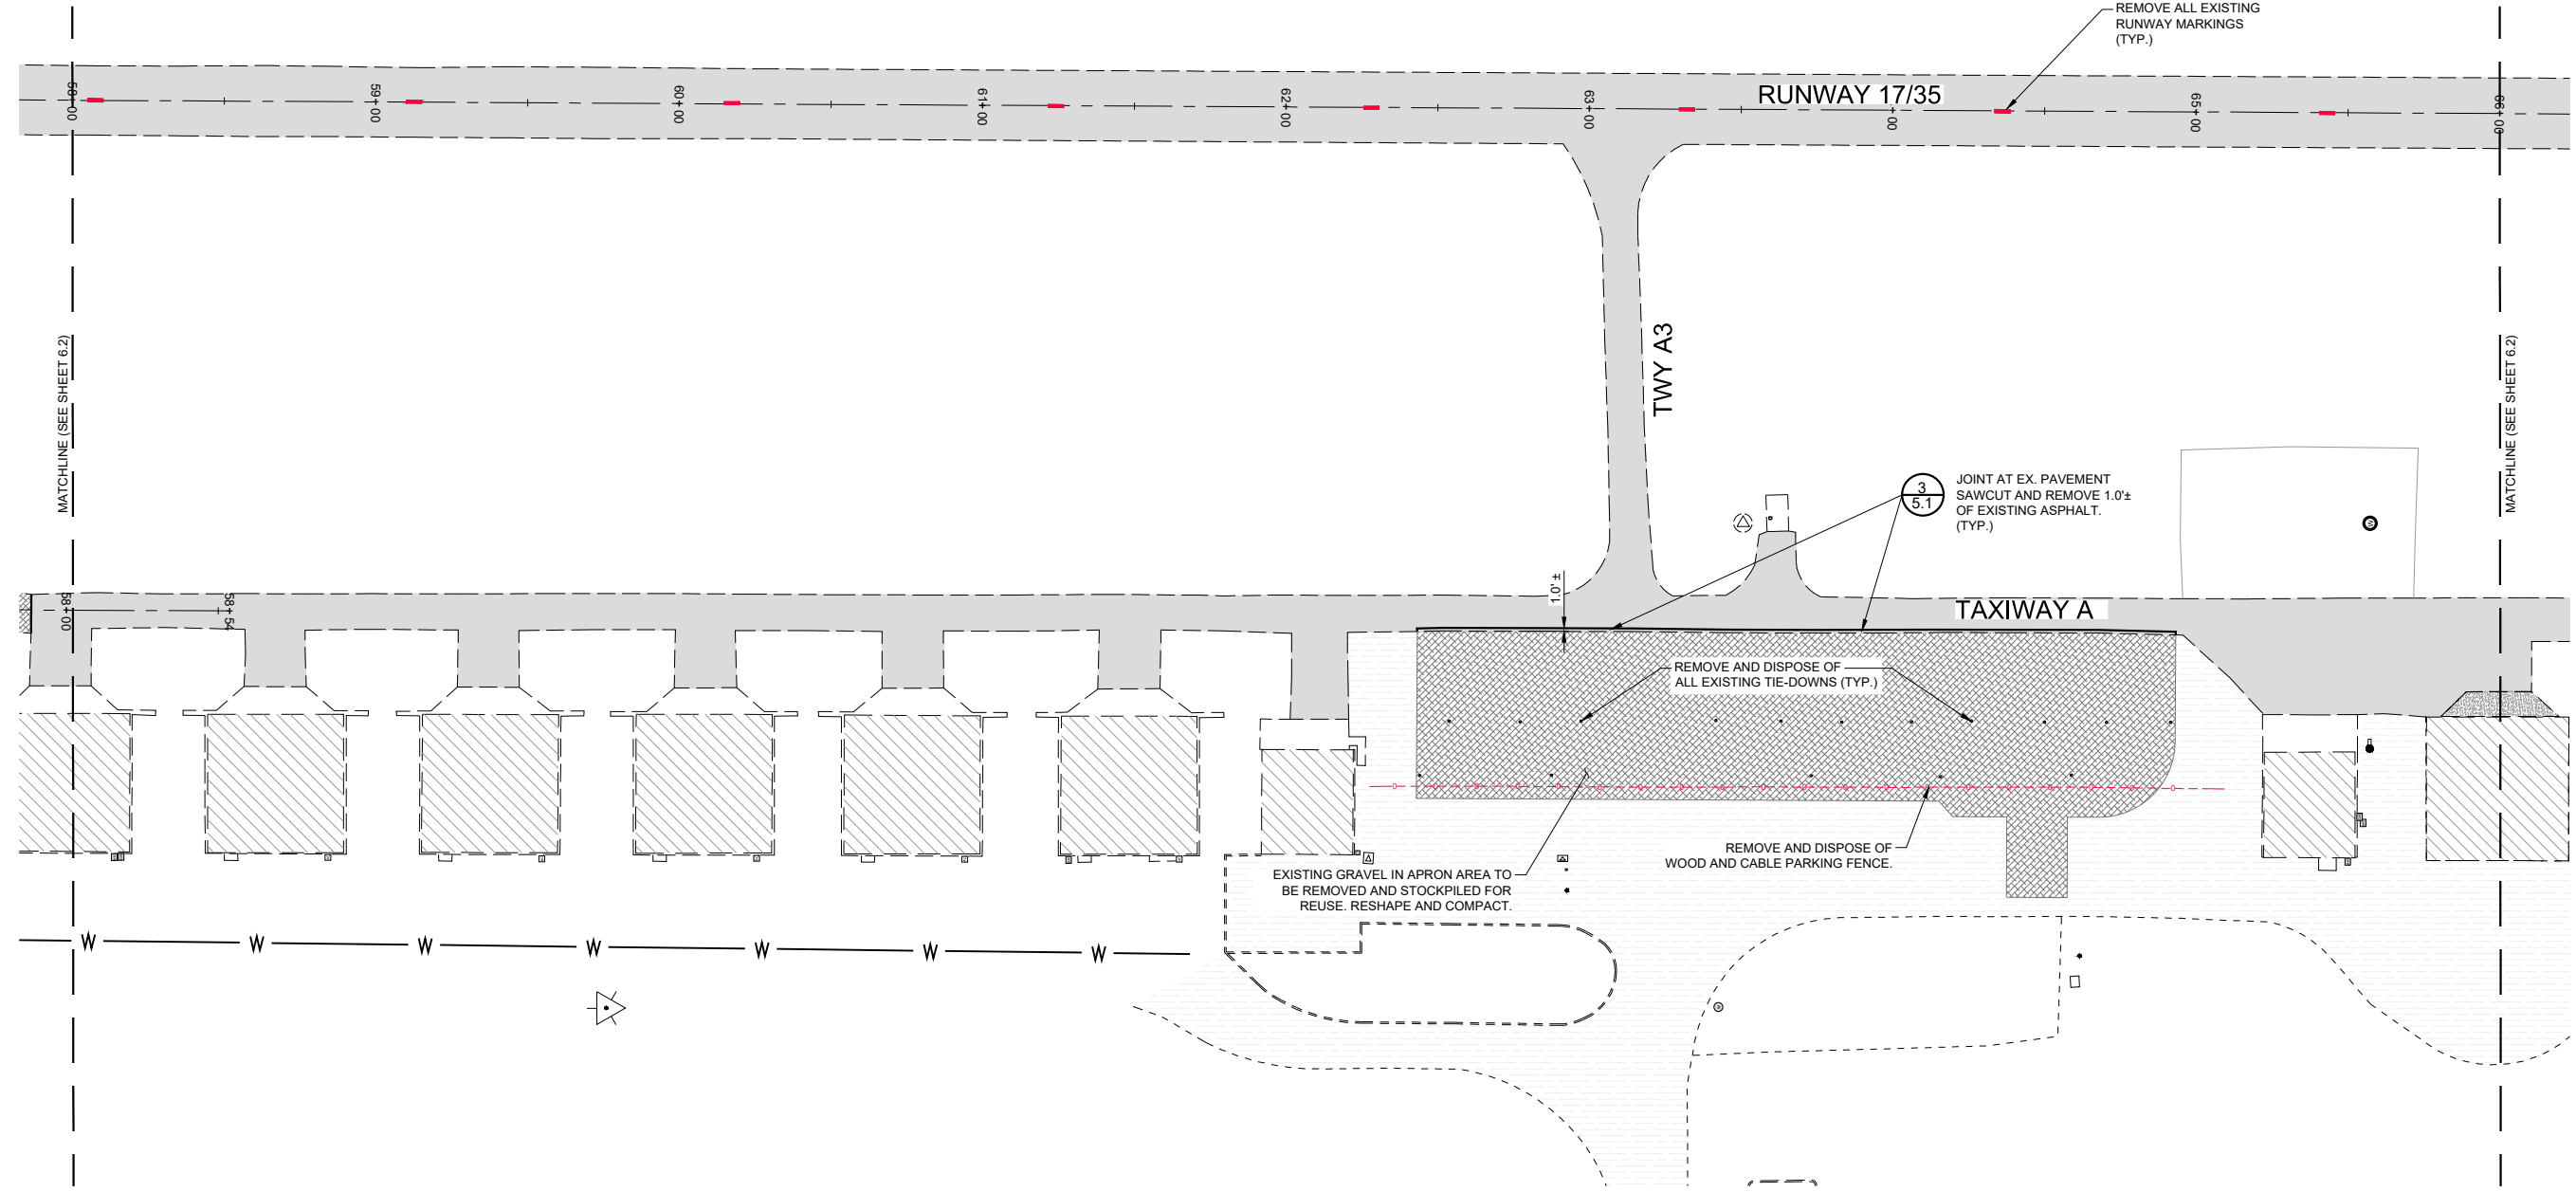 REMOVE ALL EXISTING
RUNWAY MARKINGS
(TYP.)
58+00
59+00
60+00
61+00
62+00
63+00
RUNWAY 17/35
+00
65+00
66+00
MATCHLINE (SEE SHEET 6.2)
TWY A3
MATCHLINE (SEE SHEET 6.2)
3
5.1
JOINT AT EX. PAVEMENT
SAWCUT AND REMOVE 1.0'±
OF EXISTING ASPHALT.
(TYP.)
1.0' ±
58+00
58+54
TAXIWAY A
REMOVE AND DISPOSE OF
ALL EXISTING TIE-DOWNS (TYP.)
REMOVE AND DISPOSE OF
WOOD AND CABLE PARKING FENCE.
EXISTING GRAVEL IN APRON AREA TO
BE REMOVED AND STOCKPILED FOR
REUSE. RESHAPE AND COMPACT.
W W W W W W W